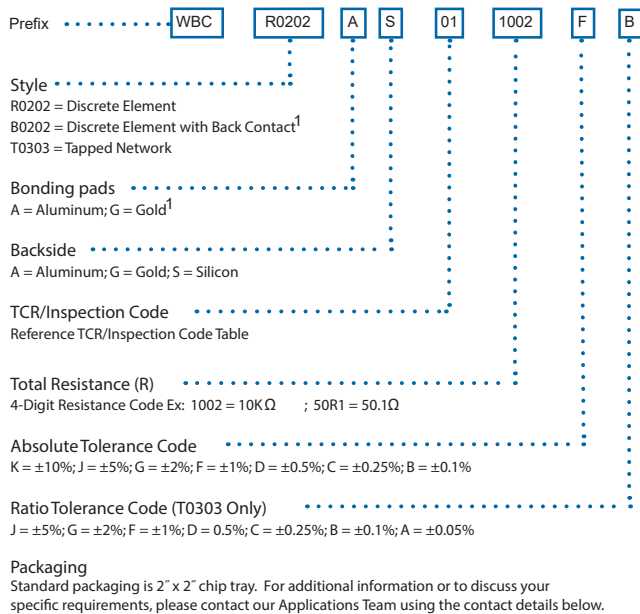 Prefix WBC R0202 A S 01 1002 F B
Style
R0202 = Discrete Element
B0202 = Discrete Element with Back Contact1
T0303 = Tapped Network
Bonding pads
A = Aluminum; G = Gold1
Backside
A = Aluminum; G = Gold; S = Silicon
TCR/Inspection Code
Reference TCR/Inspection Code Table
Total Resistance (R)
4-Digit Resistance Code Ex: 1002 = 10KΩ ; 50R1 = 50.1Ω
Absolute Tolerance Code
K = ±10%; J = ±5%; G = ±2%; F = ±1%; D = ±0.5%; C = ±0.25%; B = ±0.1%
Ratio Tolerance Code (T0303 Only)
J = ±5%; G = ±2%; F = ±1%; D = 0.5%; C = ±0.25%; B = ±0.1%; A = ±0.05%
Packaging
Standard packaging is 2˝ x 2˝ chip tray. For additional information or to discuss your
specific requirements, please contact our Applications Team using the contact details below.